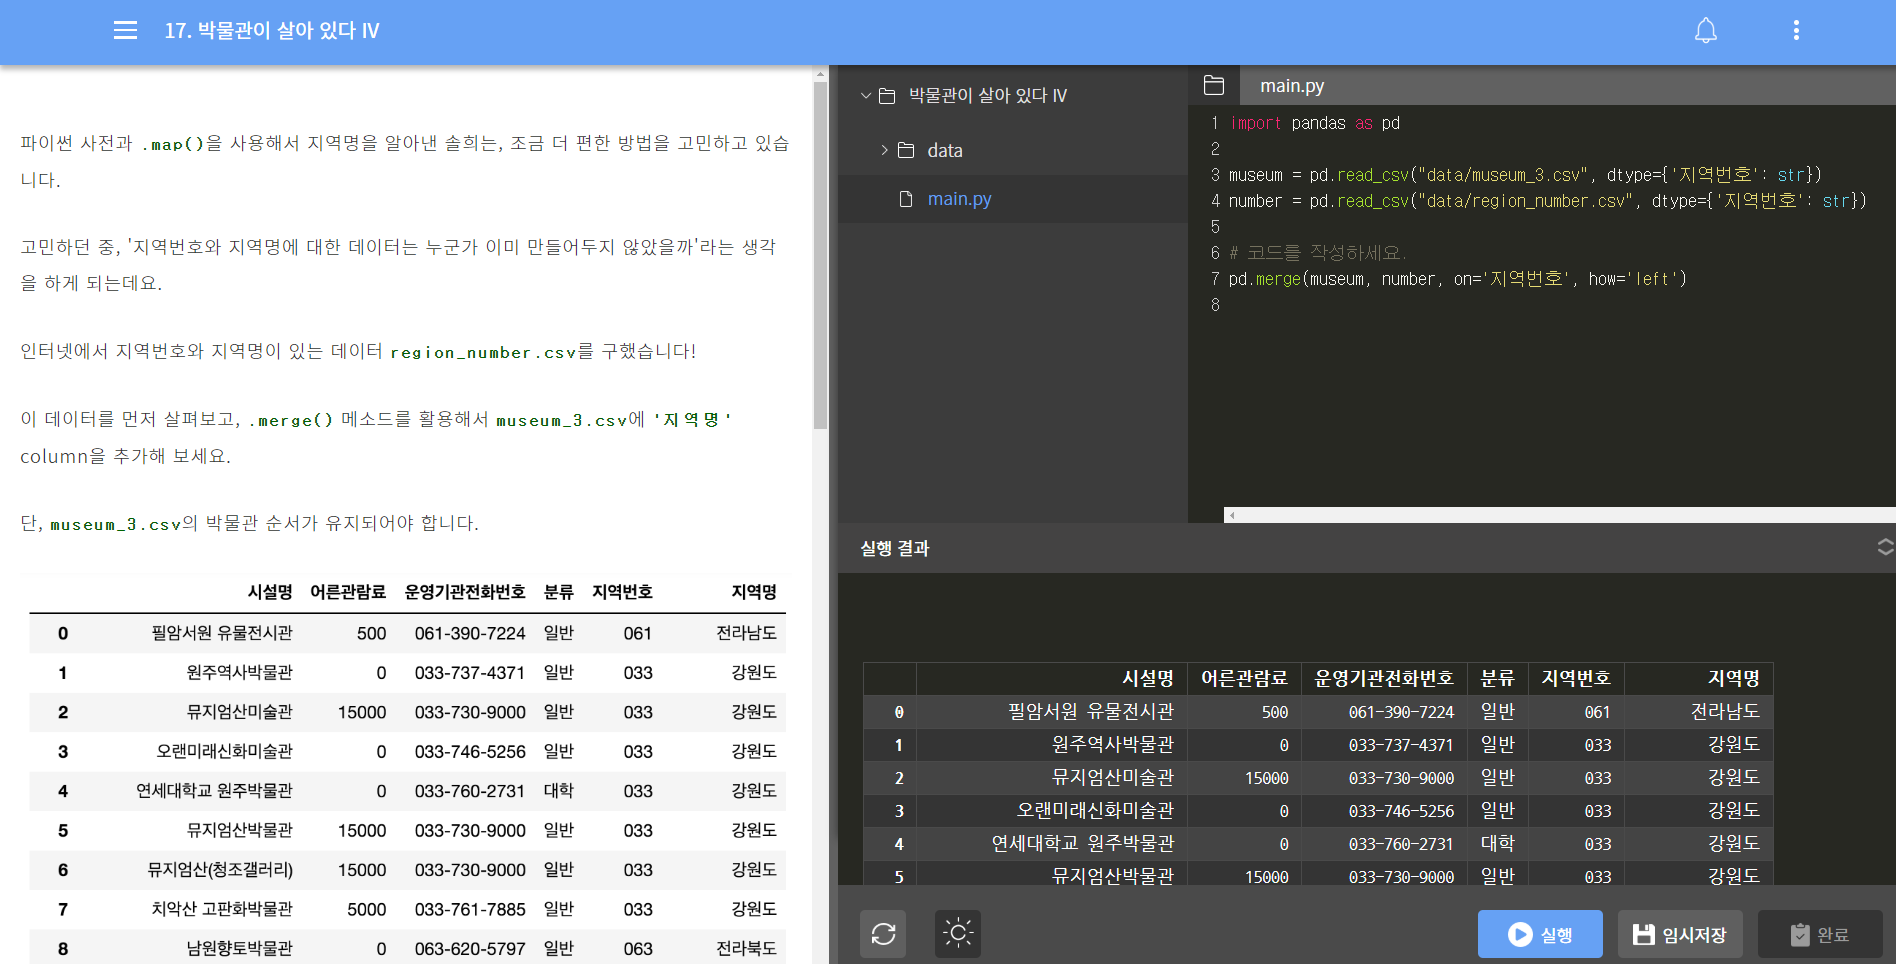 17. 박물관이 살아 있다 IV
파이썬 사전과 .map()을 사용해서 지역명을 알아낸 솔희는, 조금 더 편한 방법을 고민하고 있습
니다.
고민하던 중, '지역번호와 지역명에 대한 데이터는 누군가 이미 만들어두지 않았을까'라는 생각
을 하게 되는데요.
인터넷에서 지역번호와 지역명이 있는 데이터 region_number.csv를 구했습니다!
이 데이터를 먼저 살펴보고, .merge() 메소드를 활용해서 museum_3.csv에 '지역명'
column을 추가해 보세요.
단, museum_3.csv의 박물관 순서가 유지되어야 합니다.
시설명 어른관람료 운영기관전화번호 분류 지역번호 지역명
0 필암서원 유물전시관 500 061-390-7224 일반 061 전라남도
1 원주역사박물관 0 033-737-4371 일반 033 강원도
2 뮤지엄산미술관 15000 033-730-9000 일반 033 강원도
3 오랜미래신화미술관 0 033-746-5256 일반 033 강원도
4 연세대학교 원주박물관 0 033-760-2731 대학 033 강원도
5 뮤지엄산박물관 15000 033-730-9000 일반 033 강원도
6 뮤지엄산(청조갤러리) 15000 033-730-9000 일반 033 강원도
7 치악산 고판화박물관 5000 033-761-7885 일반 033 강원도
8 남원향토박물관 0 063-620-5797 일반 063 전라북도
박물관이 살아 있다 IV
data
main.py
main.py
1 import pandas as pd
2
3 museum = pd.read_csv("data/museum_3.csv", dtype={'지역번호': str})
4 number = pd.read_csv("data/region_number.csv", dtype={'지역번호': str})
5
6 # 코드를 작성하세요.
7 pd.merge(museum, number, on='지역번호', how='left')
8
실행 결과
시설명 어른관람료 운영기관전화번호 분류 지역번호 지역명
0 필암서원 유물전시관 500 061-390-7224 일반 061 전라남도
1 원주역사박물관 0 033-737-4371 일반 033 강원도
2 뮤지엄산미술관 15000 033-730-9000 일반 033 강원도
3 오랜미래신화미술관 0 033-746-5256 일반 033 강원도
4 연세대학교 원주박물관 0 033-760-2731 대학 033 강원도
5 뮤지엄산박물관 15000 033-730-9000 일반 033 강원도
실행 임시저장 완료